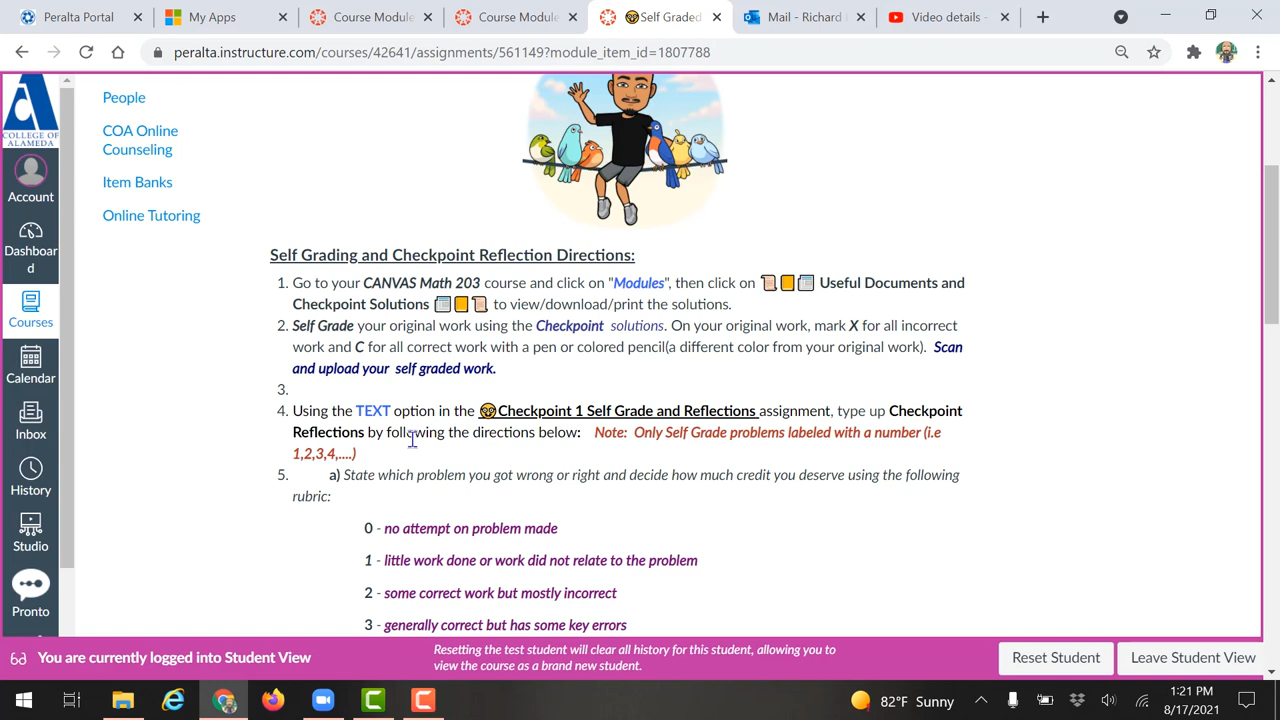 Peralta Portal
My Apps
Course Module
Course Module
Self Graded
Mail - Richard
Video details -
peralta.instructure.com/courses/42641/assignments/561149?module_item_id=1807788
COLLEGE OF
ALAMEDA
Account
Dashboar
d
Courses
Calendar
Inbox
History
Studio
Pronto
People
COA Online
Counseling
Item Banks
Online Tutoring
Self Grading and Checkpoint Reflection Directions:
1. Go to your CANVAS Math 203 course and click on "Modules", then click on 📜📒📰 Useful Documents and
Checkpoint Solutions 📰📒📜 to view/download/print the solutions.
2. Self Grade your original work using the Checkpoint solutions. On your original work, mark X for all incorrect
work and C for all correct work with a pen or colored pencil(a different color from your original work). Scan
and upload your self graded work.
3.
4. Using the TEXT option in the 🤓Checkpoint 1 Self Grade and Reflections assignment, type up Checkpoint
Reflections by following the directions below: Note: Only Self Grade problems labeled with a number (i.e
1,2,3,4,....)
5. a) State which problem you got wrong or right and decide how much credit you deserve using the following
rubric:
0 - no attempt on problem made
1 - little work done or work did not relate to the problem
2 - some correct work but mostly incorrect
3 - generally correct but has some key errors
You are currently logged into Student View
Resetting the test student will clear all history for this student, allowing you to
view the course as a brand new student.
Reset Student
Leave Student View
82°F Sunny
1:21 PM
8/17/2021